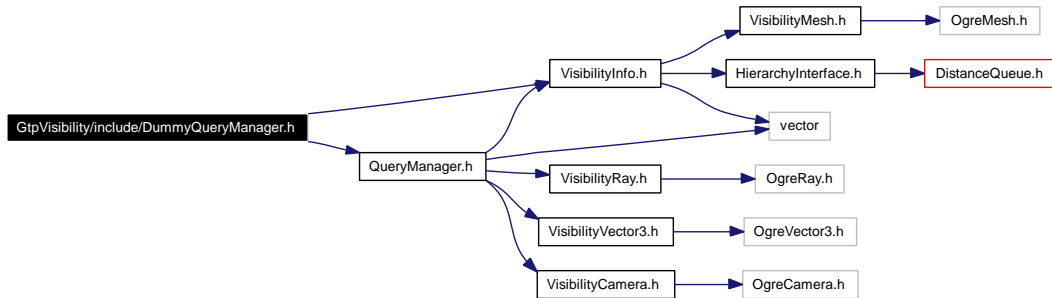 VisibilityMesh.h
OgreMesh.h
VisibilityInfo.h
HierarchyInterface.h
DistanceQueue.h
GtpVisibility/include/DummyQueryManager.h
vector
QueryManager.h
VisibilityRay.h
OgreRay.h
VisibilityVector3.h
OgreVector3.h
VisibilityCamera.h
OgreCamera.h